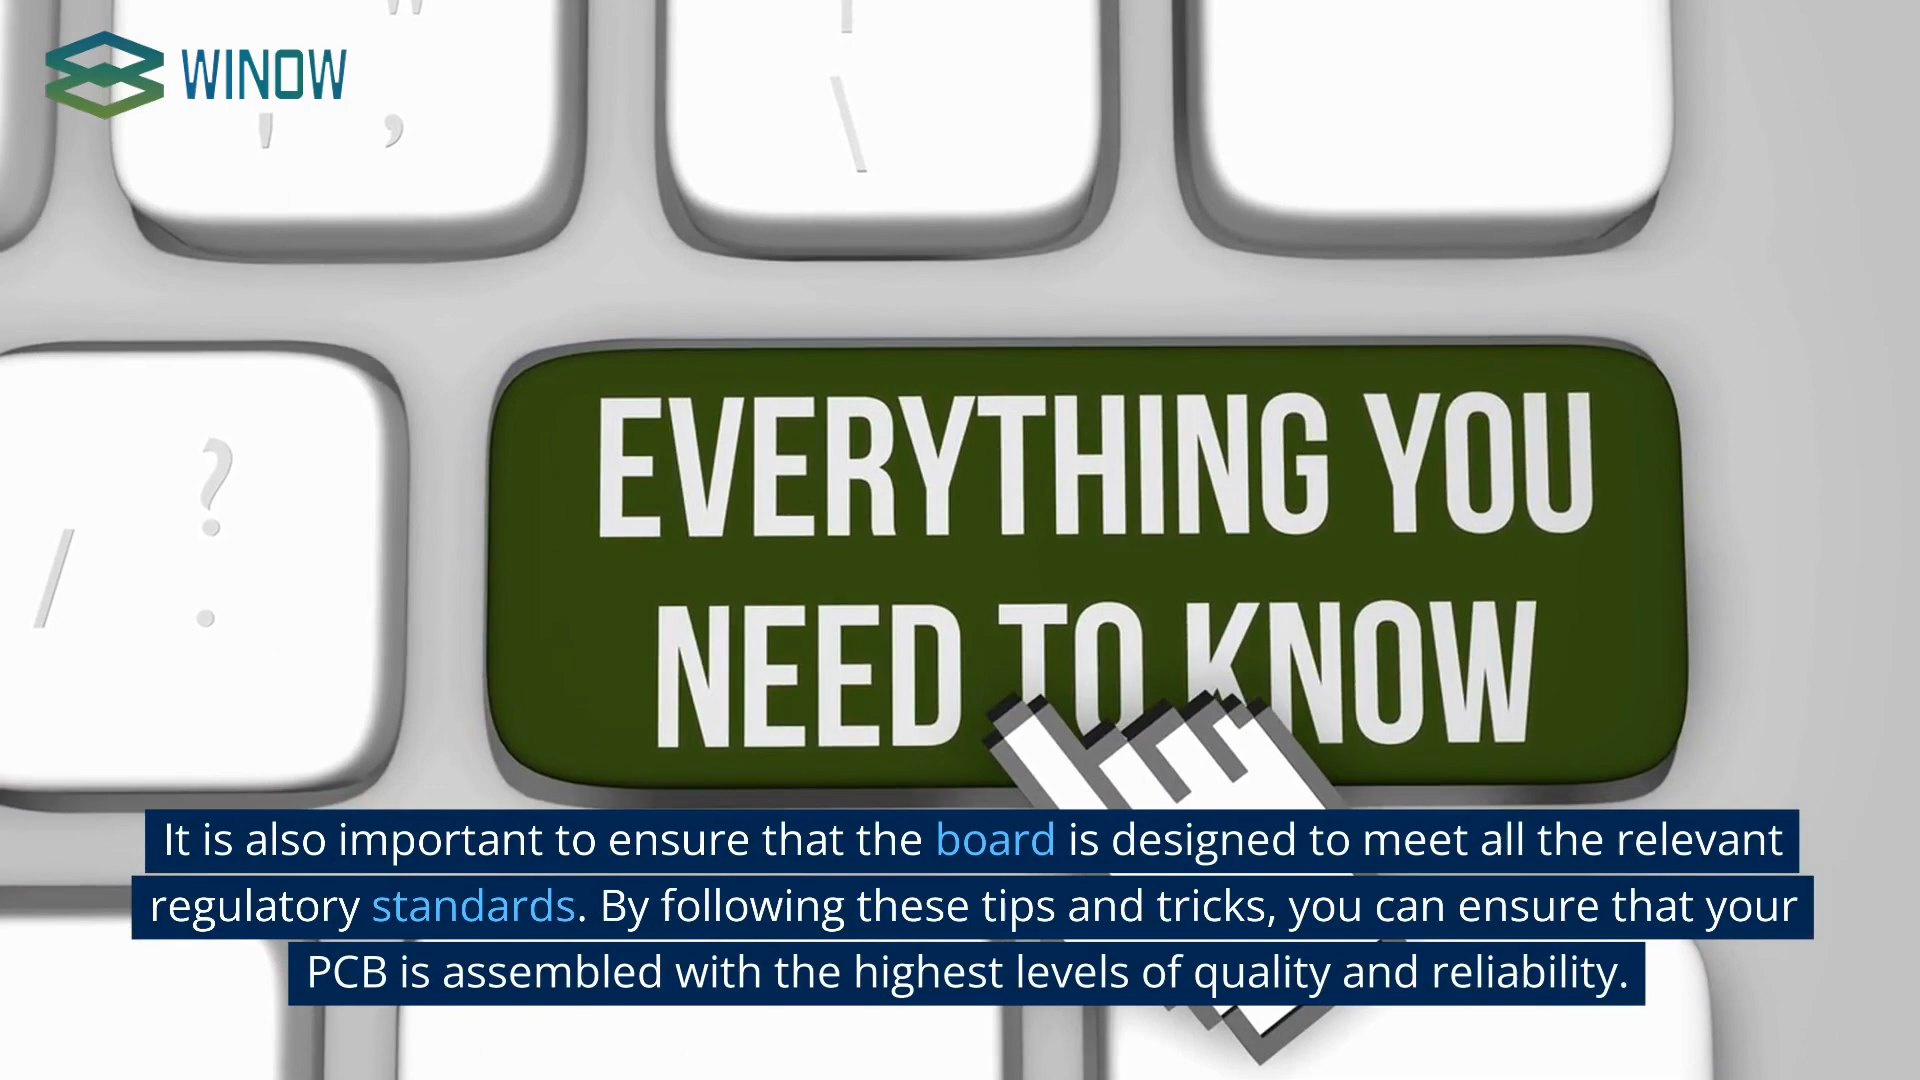 WINOW
" |
' , \
EVERYTHING YOU
?
/ .
NEED TO KNOW
It is also important to ensure that the board is designed to meet all the relevant
regulatory standards. By following these tips and tricks, you can ensure that your
PCB is assembled with the highest levels of quality and reliability.